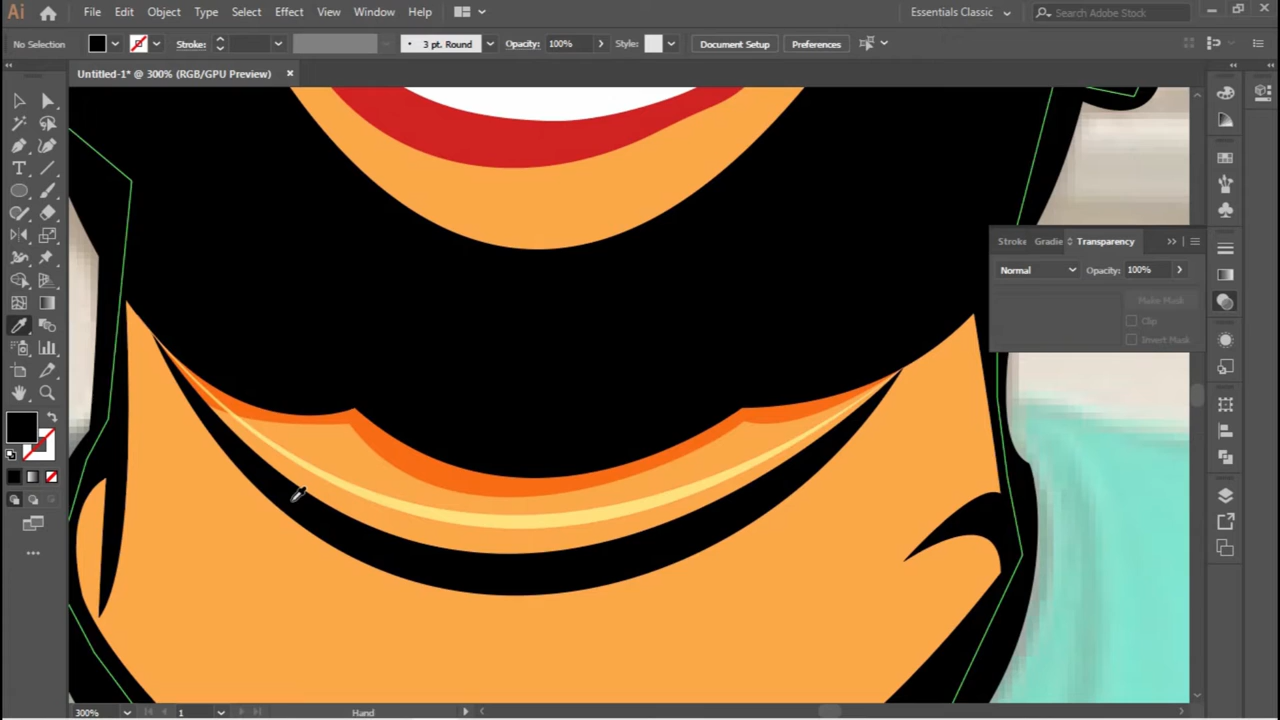 Ai File Edit Object Type Select Effect View Window Help Essentials Classic Search Adobe Stock
No Selection Stroke: 3 pt. Round Opacity: 100% Style: Document Setup Preferences
Untitled-1* @ 300% (RGB/GPU Preview)
Stroke Gradie Transparency
Normal Opacity: 100%
Make Mask
Clip
Invert Mask
300% 1 Hand